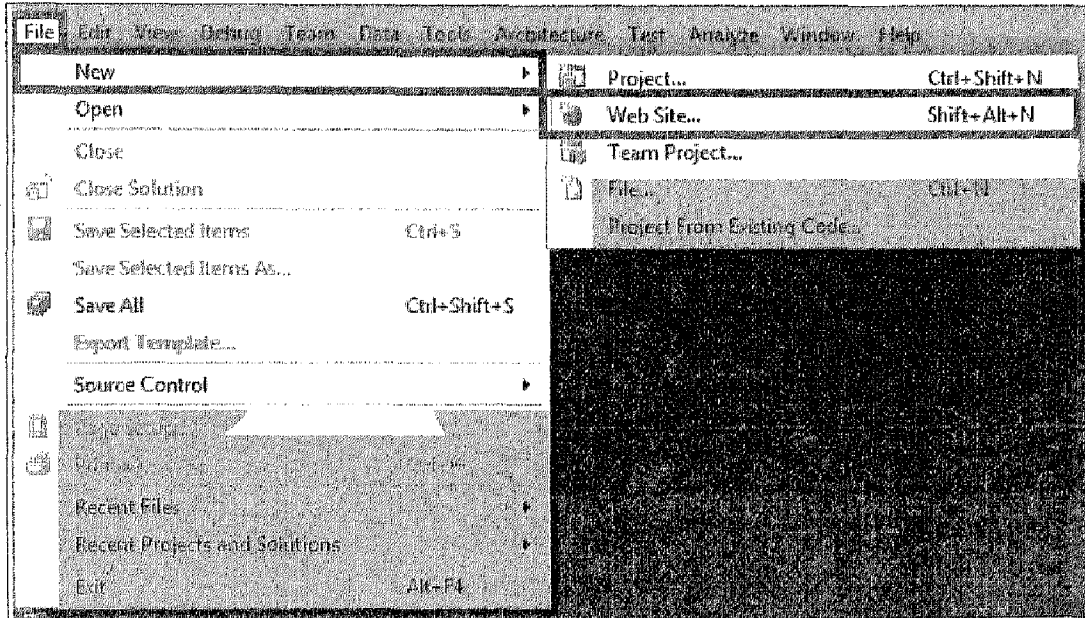 File Edit View Debug Team Data Tools Architecture Test Analyze Window Help
New
Open
Close
Close Solution
Save Selected Items Ctrl+S
Save Selected Items As...
Save All Ctrl+Shift+S
Export Template...
Source Control
Recent Files
Recent Projects and Solutions
Exit Alt+F4
Project... Ctrl+Shift+N
Web Site... Shift+Alt+N
Team Project...
File... Ctrl+N
Project From Existing Code...